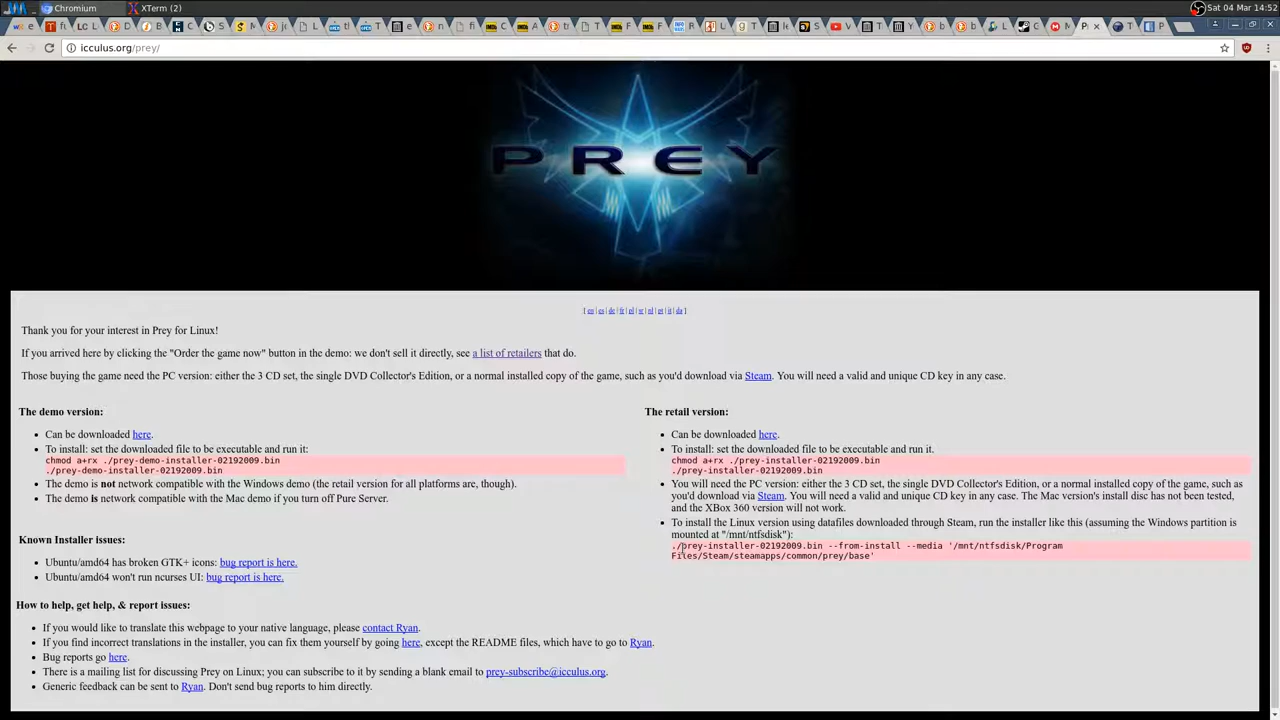 Chromium
XTerm (2)
Sat 04 Mar 14:52
icculus.org/prey/
PREY
[ en | es | de | fr | pl | sr | nl | pt | it | da ]
Thank you for your interest in Prey for Linux!
If you arrived here by clicking the "Order the game now" button in the demo: we don't sell it directly, see a list of retailers that do.
Those buying the game need the PC version: either the 3 CD set, the single DVD Collector's Edition, or a normal installed copy of the game, such as you'd download via Steam. You will need a valid and unique CD key in any case.
The demo version:
Can be downloaded here.
To install: set the downloaded file to be executable and run it:
chmod a+rx ./prey-demo-installer-02192009.bin
./prey-demo-installer-02192009.bin
The demo is not network compatible with the Windows demo (the retail version for all platforms are, though).
The demo is network compatible with the Mac demo if you turn off Pure Server.
Known Installer issues:
Ubuntu/amd64 has broken GTK+ icons: bug report is here.
Ubuntu/amd64 won't run ncurses UI: bug report is here.
The retail version:
Can be downloaded here.
To install: set the downloaded file to be executable and run it.
chmod a+rx ./prey-installer-02192009.bin
./prey-installer-02192009.bin
You will need the PC version: either the 3 CD set, the single DVD Collector's Edition, or a normal installed copy of the game, such as
you'd download via Steam. You will need a valid and unique CD key in any case. The Mac version's install disc has not been tested,
and the XBox 360 version will not work.
To install the Linux version using datafiles downloaded through Steam, run the installer like this (assuming the Windows partition is
mounted at "/mnt/ntfsdisk"):
./prey-installer-02192009.bin --from-install --media '/mnt/ntfsdisk/Program
Files/Steam/steamapps/common/prey/base'
How to help, get help, & report issues:
If you would like to translate this webpage to your native language, please contact Ryan.
If you find incorrect translations in the installer, you can fix them yourself by going here, except the README files, which have to go to Ryan.
Bug reports go here.
There is a mailing list for discussing Prey on Linux; you can subscribe to it by sending a blank email to prey-subscribe@icculus.org.
Generic feedback can be sent to Ryan. Don't send bug reports to him directly.